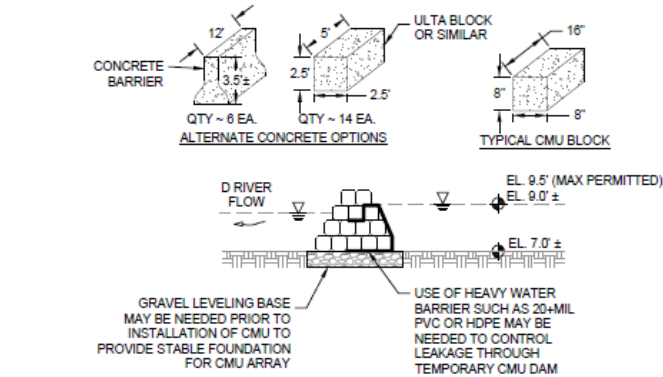 12'
CONCRETE
BARRIER
3.5'±
QTY ~ 6 EA.
5'
2.5'
2.5'
QTY ~ 14 EA.
ULTA BLOCK
OR SIMILAR
ALTERNATE CONCRETE OPTIONS
16"
8"
8"
TYPICAL CMU BLOCK
D RIVER
FLOW
EL. 9.5' (MAX PERMITTED)
EL. 9.0' ±
EL. 7.0' ±
GRAVEL LEVELING BASE
MAY BE NEEDED PRIOR TO
INSTALLATION OF CMU TO
PROVIDE STABLE FOUNDATION
FOR CMU ARRAY
USE OF HEAVY WATER
BARRIER SUCH AS 20+MIL
PVC OR HDPE MAY BE
NEEDED TO CONTROL
LEAKAGE THROUGH
TEMPORARY CMU DAM